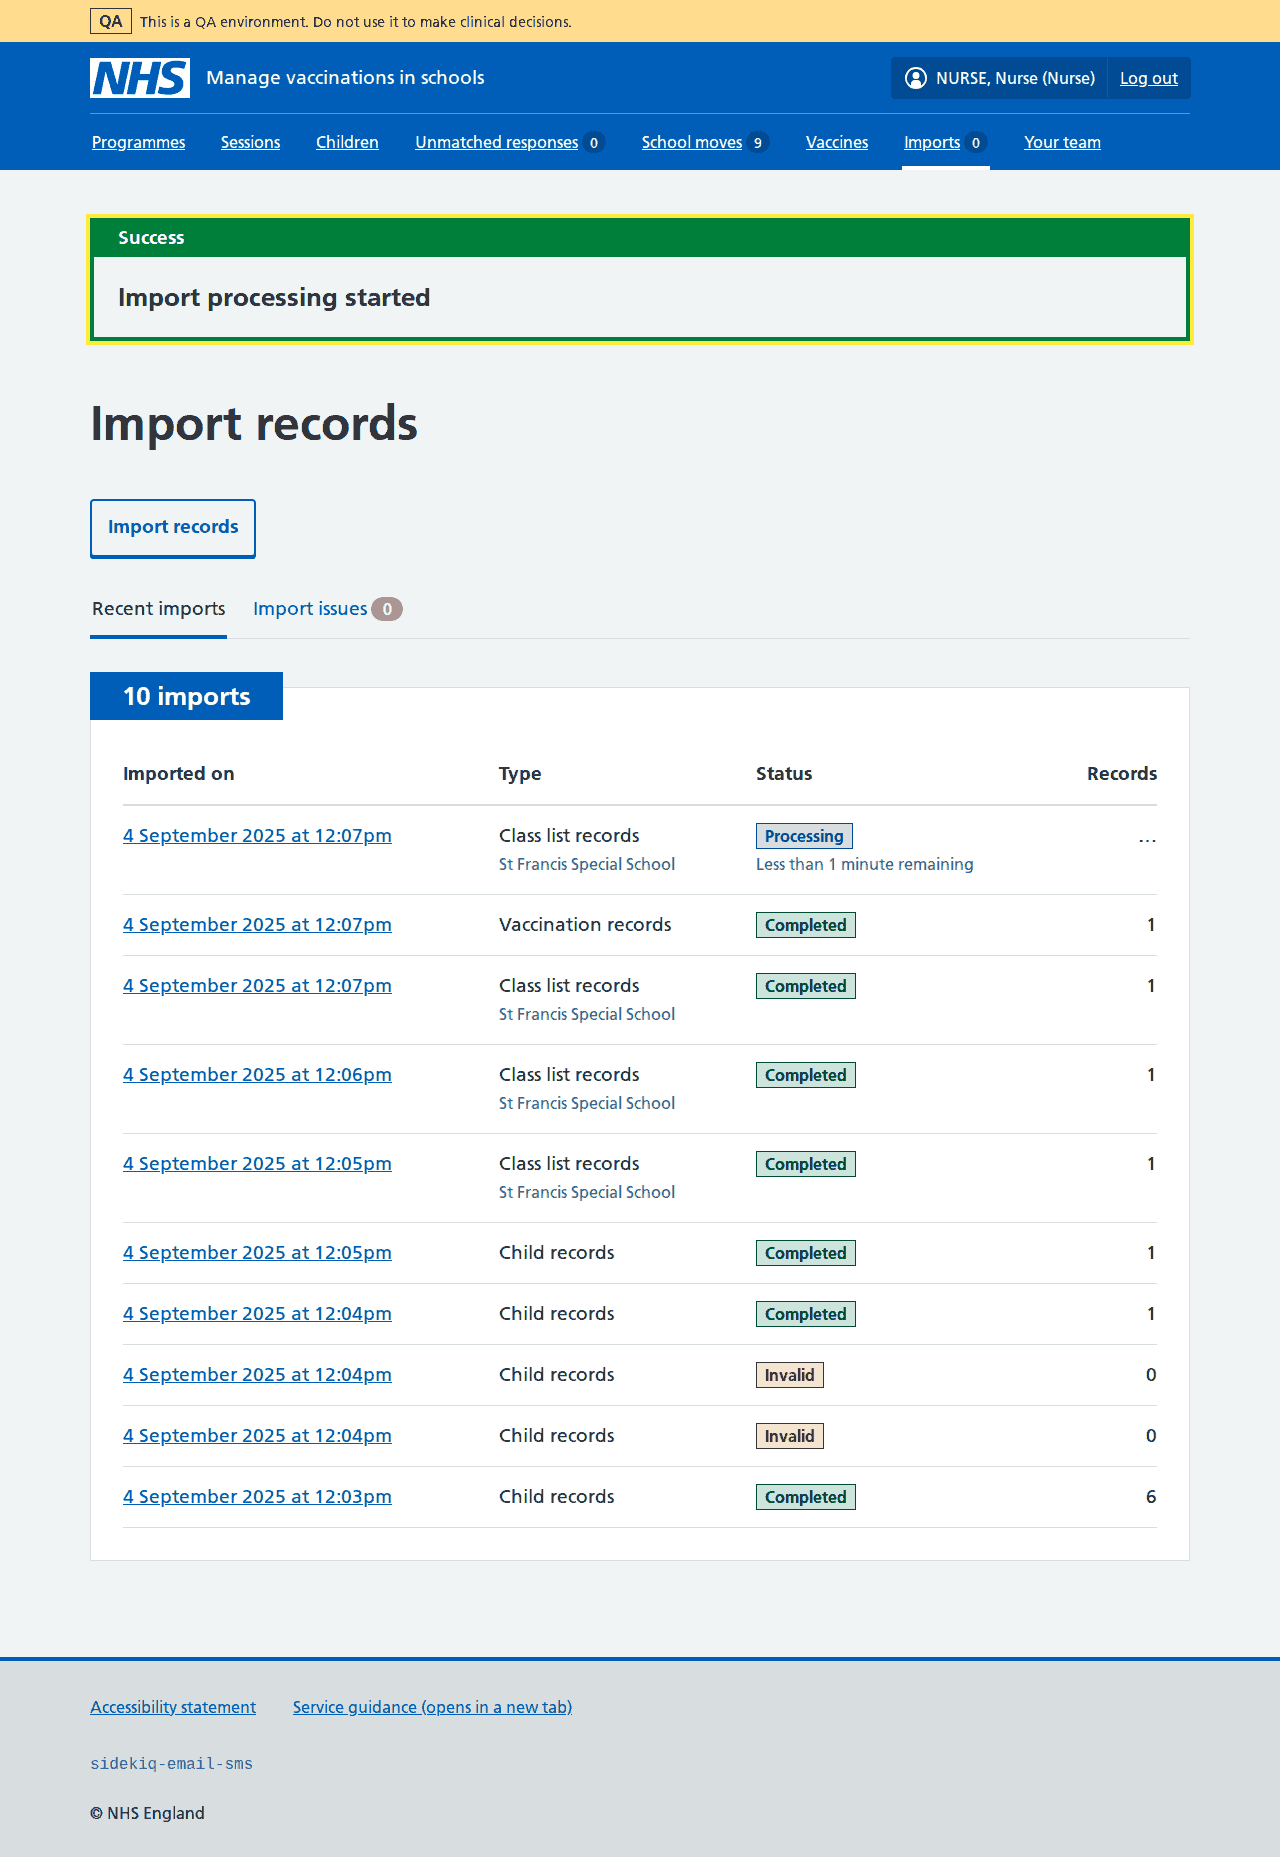 QA This is a QA environment. Do not use it to make clinical decisions.
NHS Manage vaccinations in schools NURSE, Nurse (Nurse) Log out
Programmes Sessions Children Unmatched responses 0 School moves 9 Vaccines Imports 0 Your team
Success
Import processing started
Import records
Import records
Recent imports Import issues 0
10 imports
Imported on Type Status Records
4 September 2025 at 12:07pm Class list records Processing …
St Francis Special School Less than 1 minute remaining
4 September 2025 at 12:07pm Vaccination records Completed 1
4 September 2025 at 12:07pm Class list records Completed 1
St Francis Special School
4 September 2025 at 12:06pm Class list records Completed 1
St Francis Special School
4 September 2025 at 12:05pm Class list records Completed 1
St Francis Special School
4 September 2025 at 12:05pm Child records Completed 1
4 September 2025 at 12:04pm Child records Completed 1
4 September 2025 at 12:04pm Child records Invalid 0
4 September 2025 at 12:04pm Child records Invalid 0
4 September 2025 at 12:03pm Child records Completed 6
Accessibility statement Service guidance (opens in a new tab)
sidekiq-email-sms
© NHS England